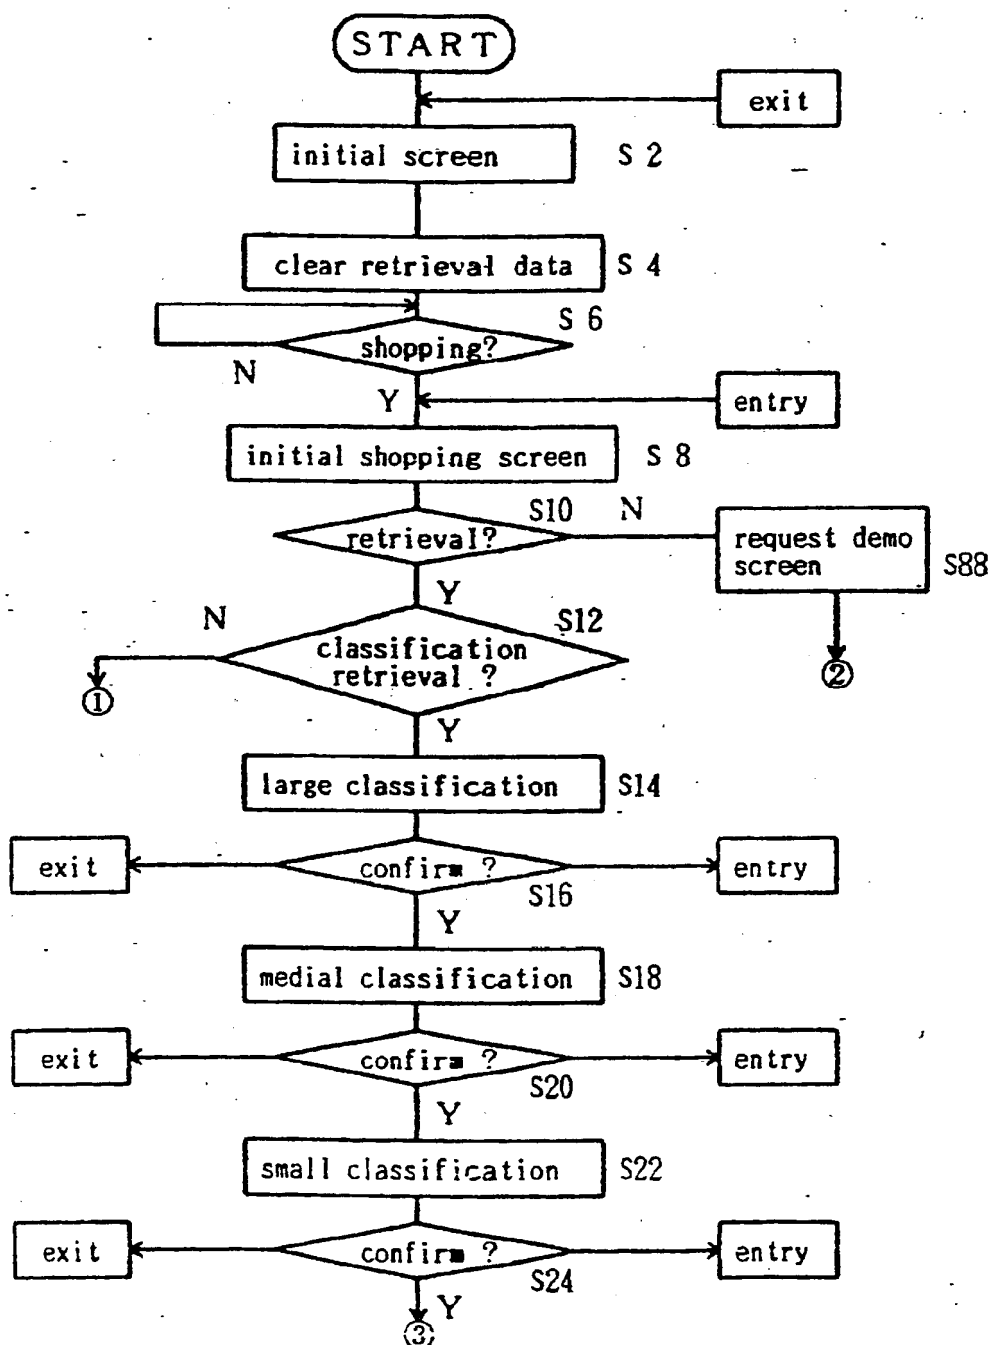 START
exit
initial screen S 2
clear retrieval data S 4
S 6
shopping?
N
Y
entry
initial shopping screen S 8
S10 N
retrieval?
request demo
screen S88
Y
N
S12
classification
retrieval ?
① ②
Y
large classification S14
exit confirm ? entry
S16
Y
medial classification S18
exit confirm ? entry
S20
Y
small classification S22
exit confirm ? entry
S24
Y
③